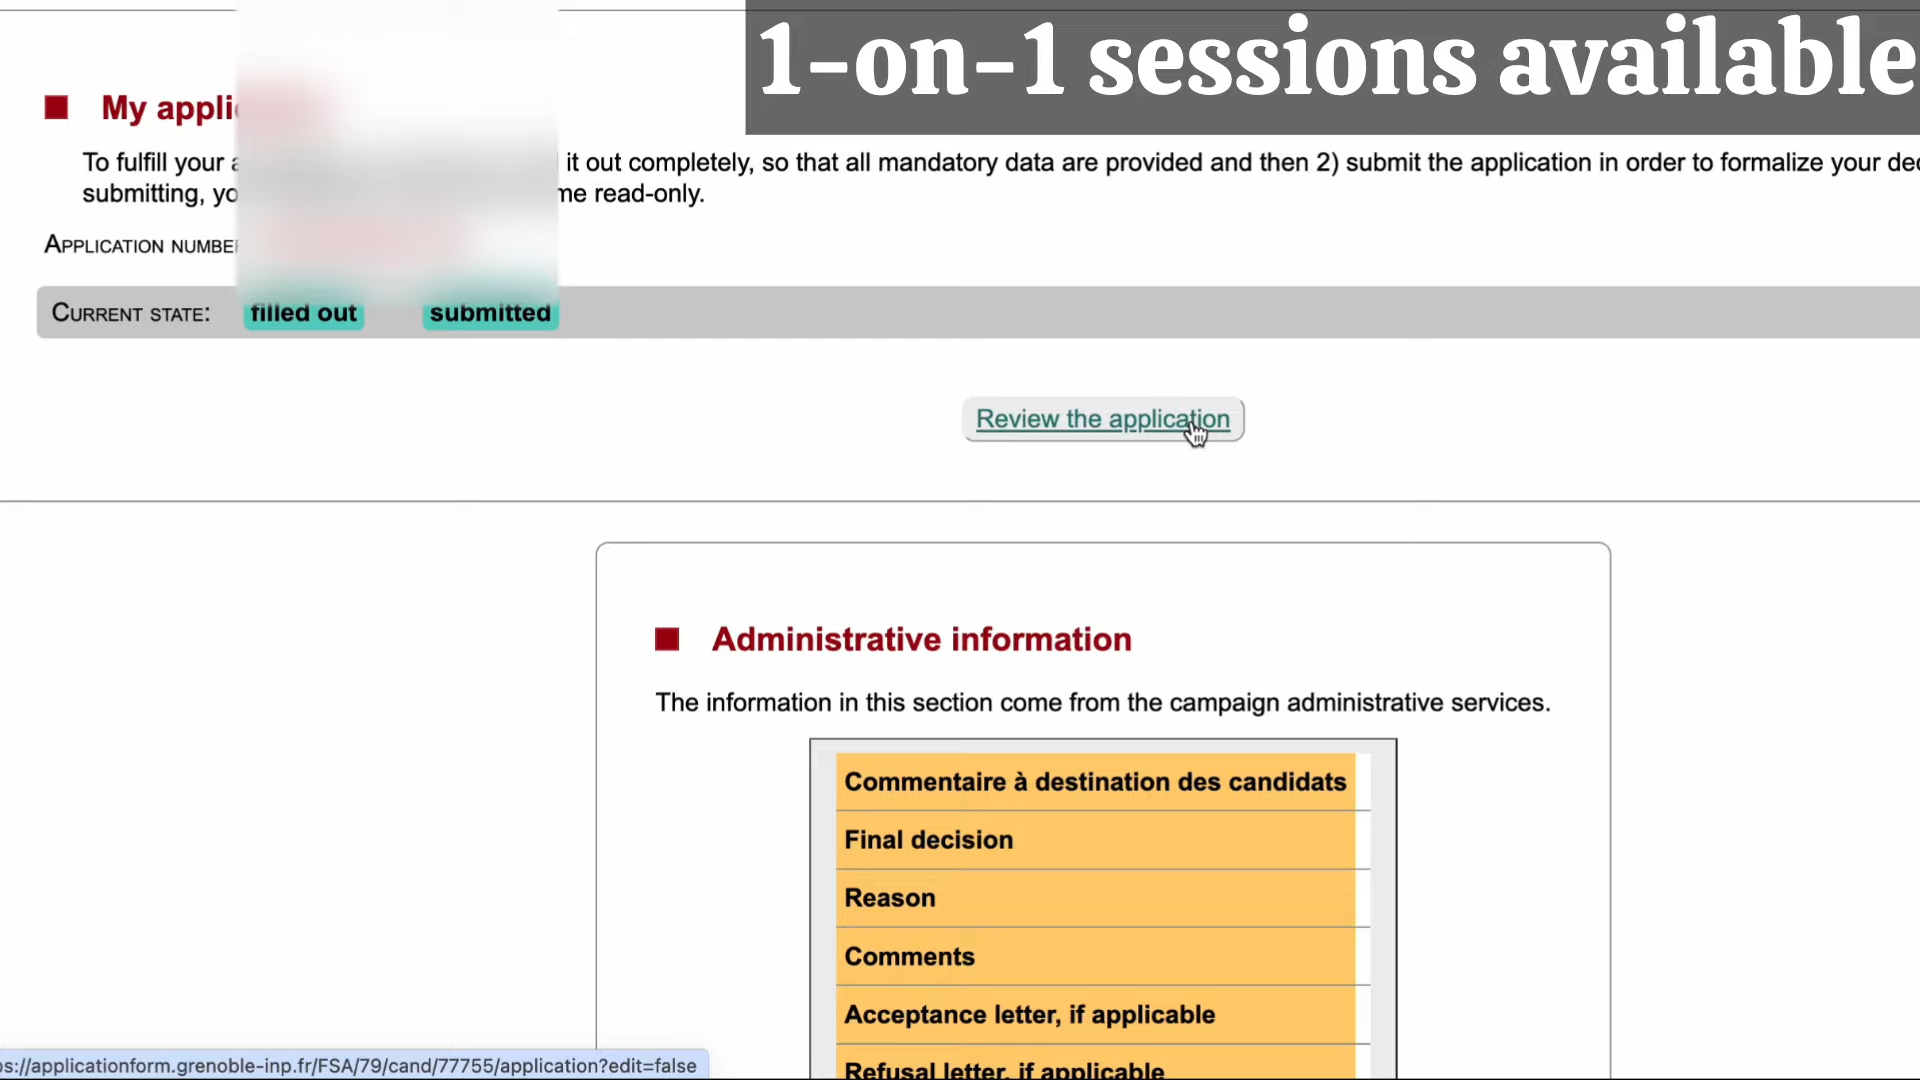 1-on-1 sessions available
My appli
To fulfill your a it out completely, so that all mandatory data are provided and then 2) submit the application in order to formalize your dec
submitting, yo me read-only.
APPLICATION NUMBER
CURRENT STATE: filled out submitted
Review the application
Administrative information
The information in this section come from the campaign administrative services.
Commentaire à destination des candidats
Final decision
Reason
Comments
Acceptance letter, if applicable
Refusal letter, if applicable
ps://applicationform.grenoble-inp.fr/FSA/79/cand/77755/application?edit=false